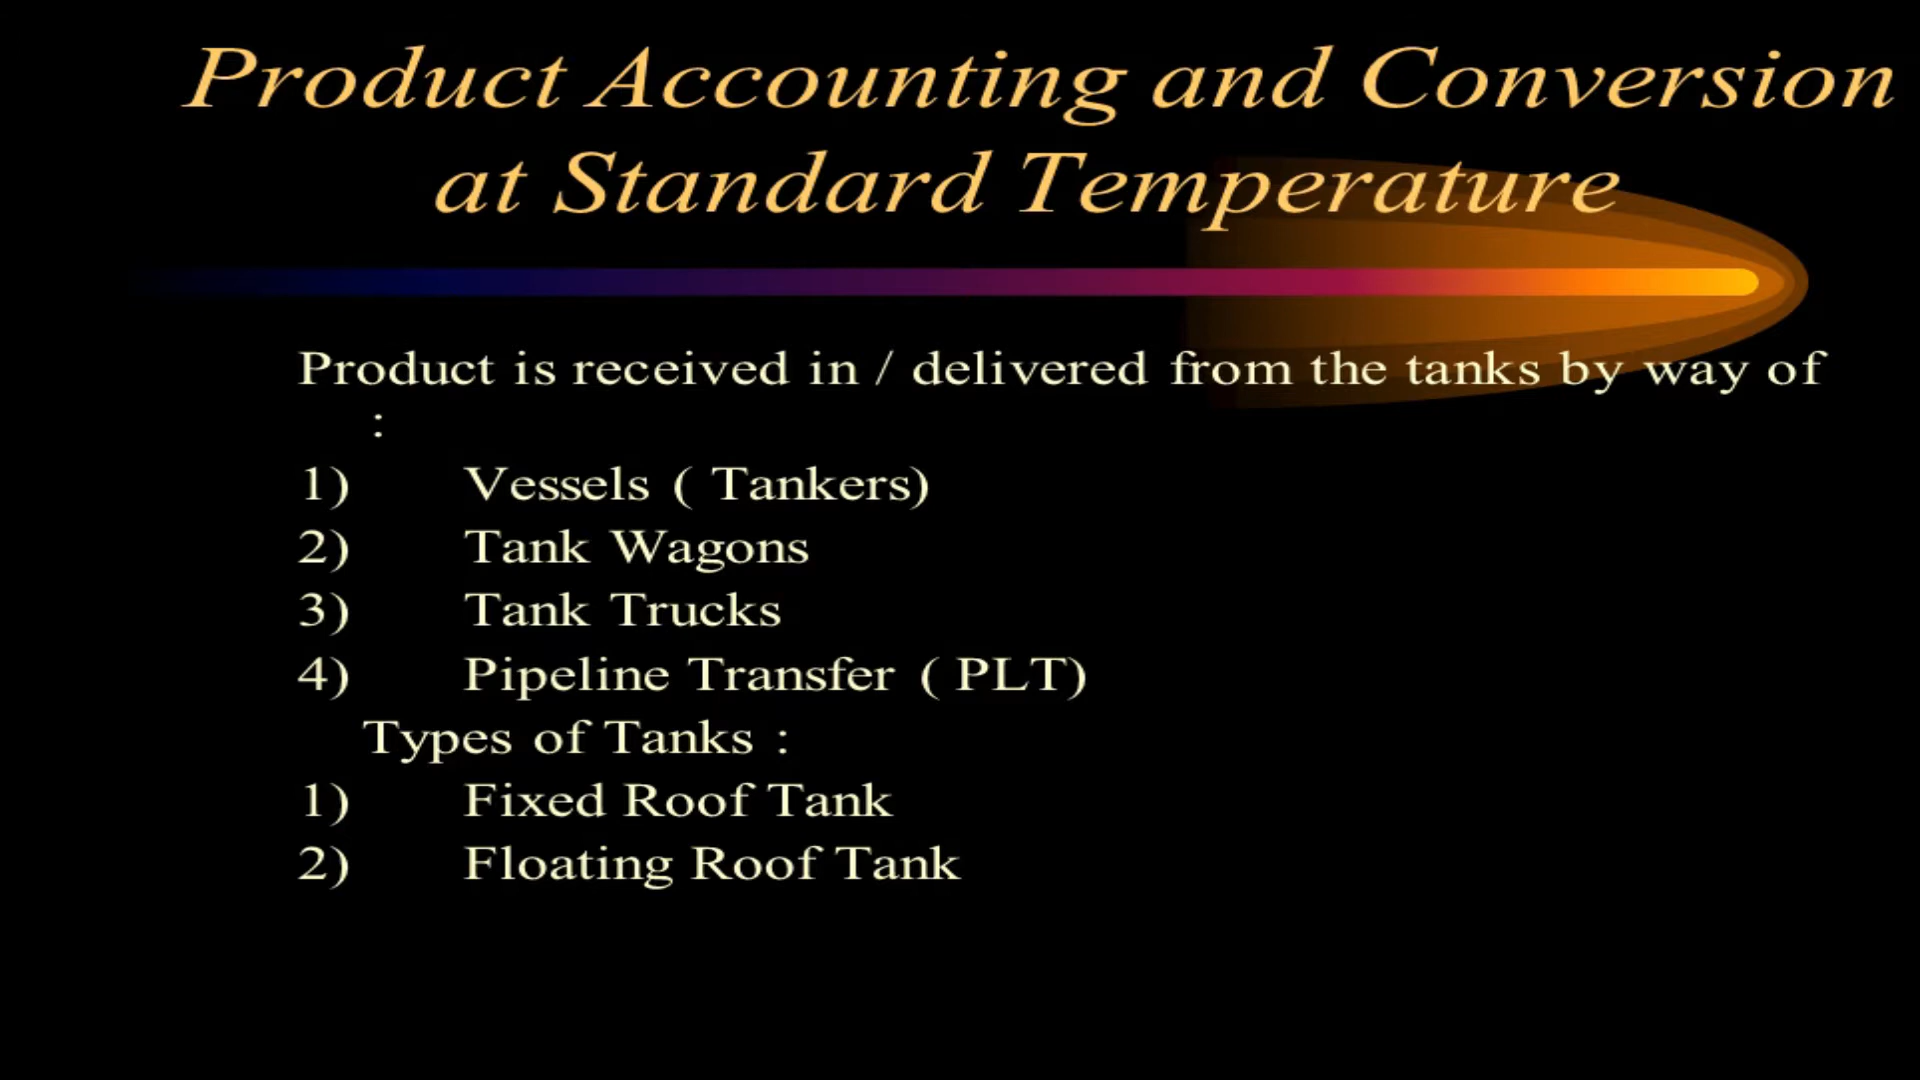 Product Accounting and Conversion
at Standard Temperature
Product is received in / delivered from the tanks by way of
:
1) Vessels ( Tankers)
2) Tank Wagons
3) Tank Trucks
4) Pipeline Transfer ( PLT)
Types of Tanks :
1) Fixed Roof Tank
2) Floating Roof Tank